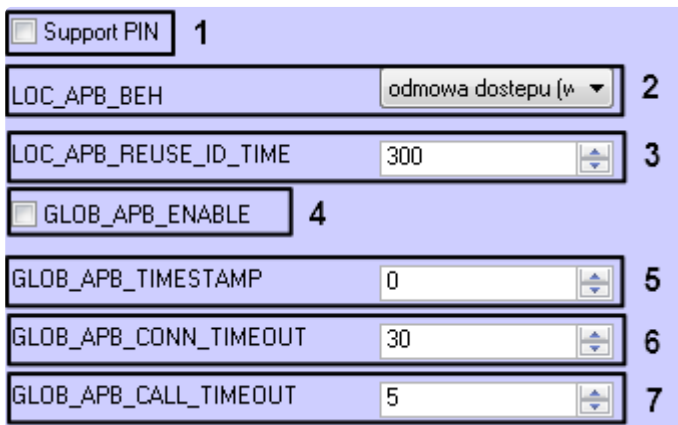 Support PIN 1
LOC_APB_BEH odmowa dostepu (w 2
LOC_APB_REUSE_ID_TIME 300 3
GLOB_APB_ENABLE 4
GLOB_APB_TIMESTAMP 0 5
GLOB_APB_CONN_TIMEOUT 30 6
GLOB_APB_CALL_TIMEOUT 5 7